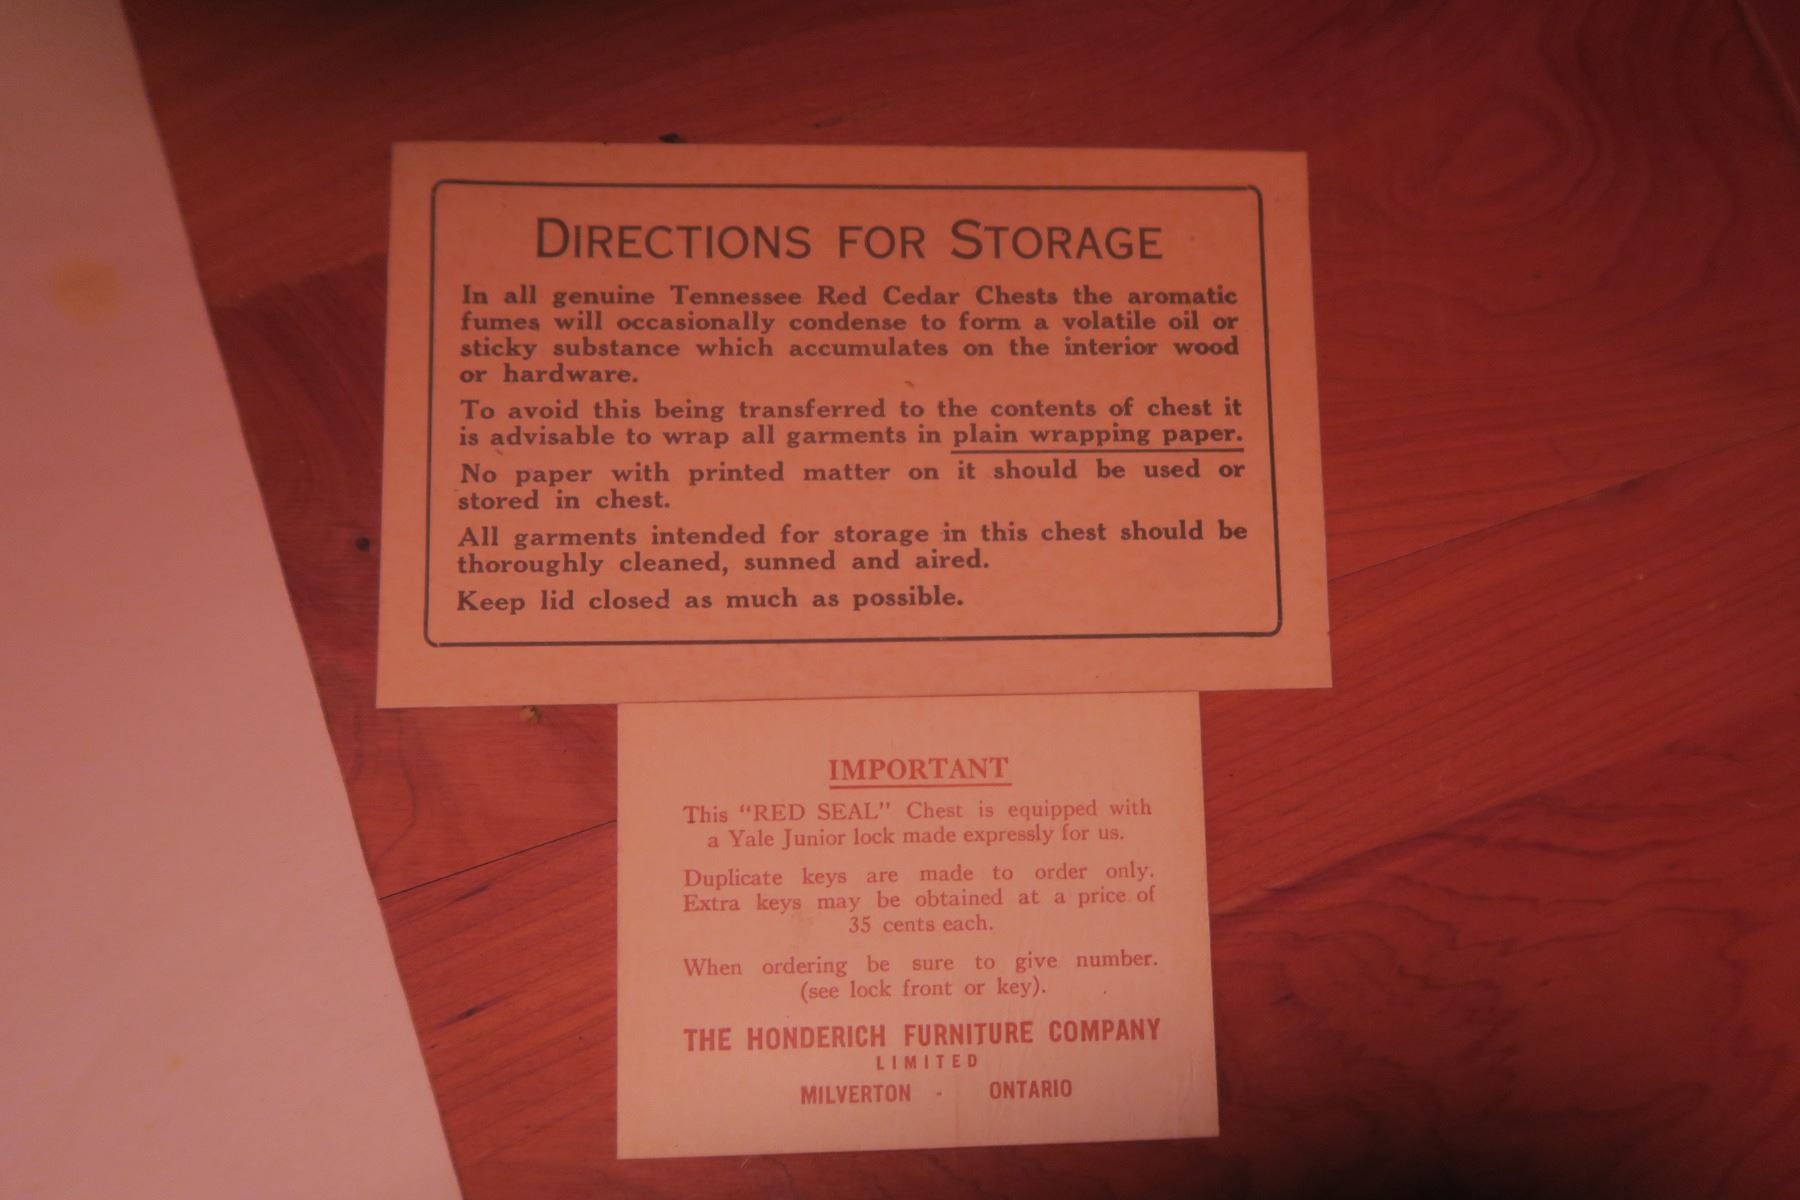 DIRECTIONS FOR STORAGE
In all genuine Tennessee Red Cedar Chests the aromatic
fumes will occasionally condense to form a volatile oil or
sticky substance which accumulates on the interior wood
or hardware.
To avoid this being transferred to the contents of chest it
is advisable to wrap all garments in plain wrapping paper.
No paper with printed matter on it should be used or
stored in chest.
All garments intended for storage in this chest should be
thoroughly cleaned, sunned and aired.
Keep lid closed as much as possible.
IMPORTANT
This "RED SEAL" Chest is equipped with
a Yale Junior lock made expressly for us.
Duplicate keys are made to order only.
Extra keys may be obtained at a price of
35 cents each.
When ordering be sure to give number.
(see lock front or key).
THE HONDERICH FURNITURE COMPANY
LIMITED
MILVERTON - ONTARIO